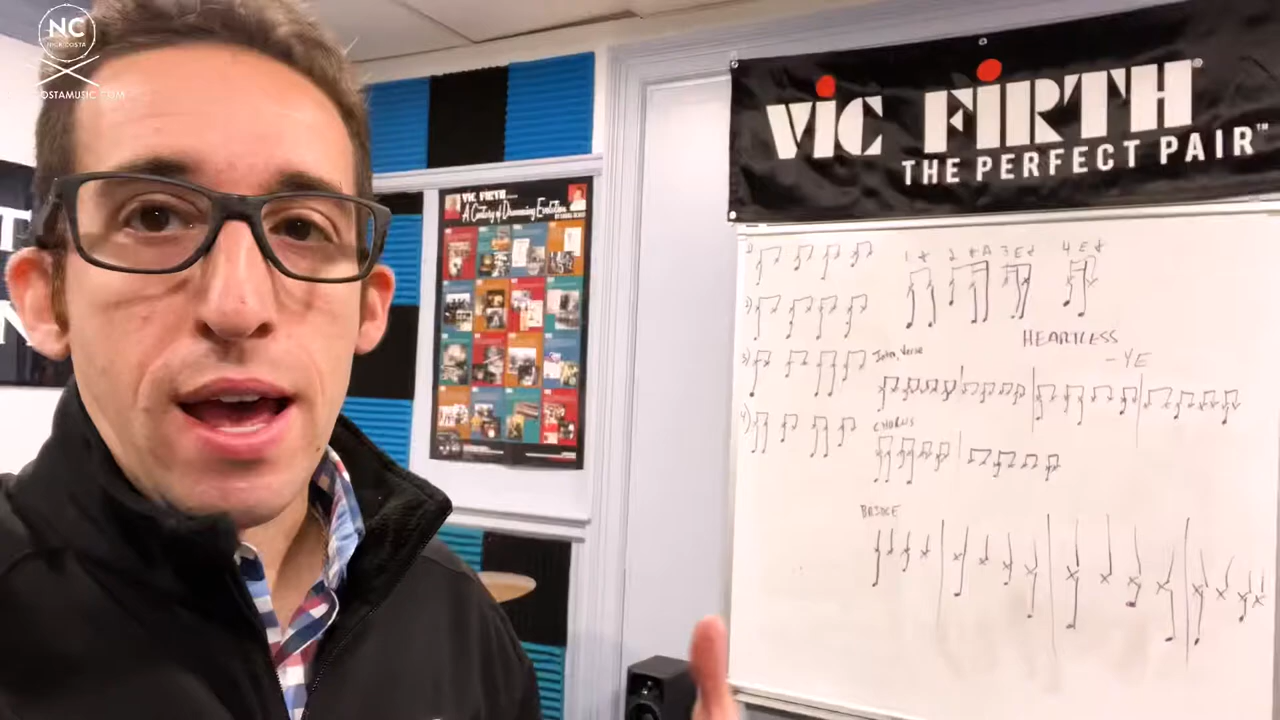 NC
NICK COSTA
COSTAMUSIC.COM
VIC FIRTH®
THE PERFECT PAIR™
VIC FIRTH
A Century of Drumming Evolution
1 & 2 & A 3 E & 4 E &
1)
2)
3)
4)
HEARTLESS
- YE
Intro, Verse
CHORUS
BRIDGE